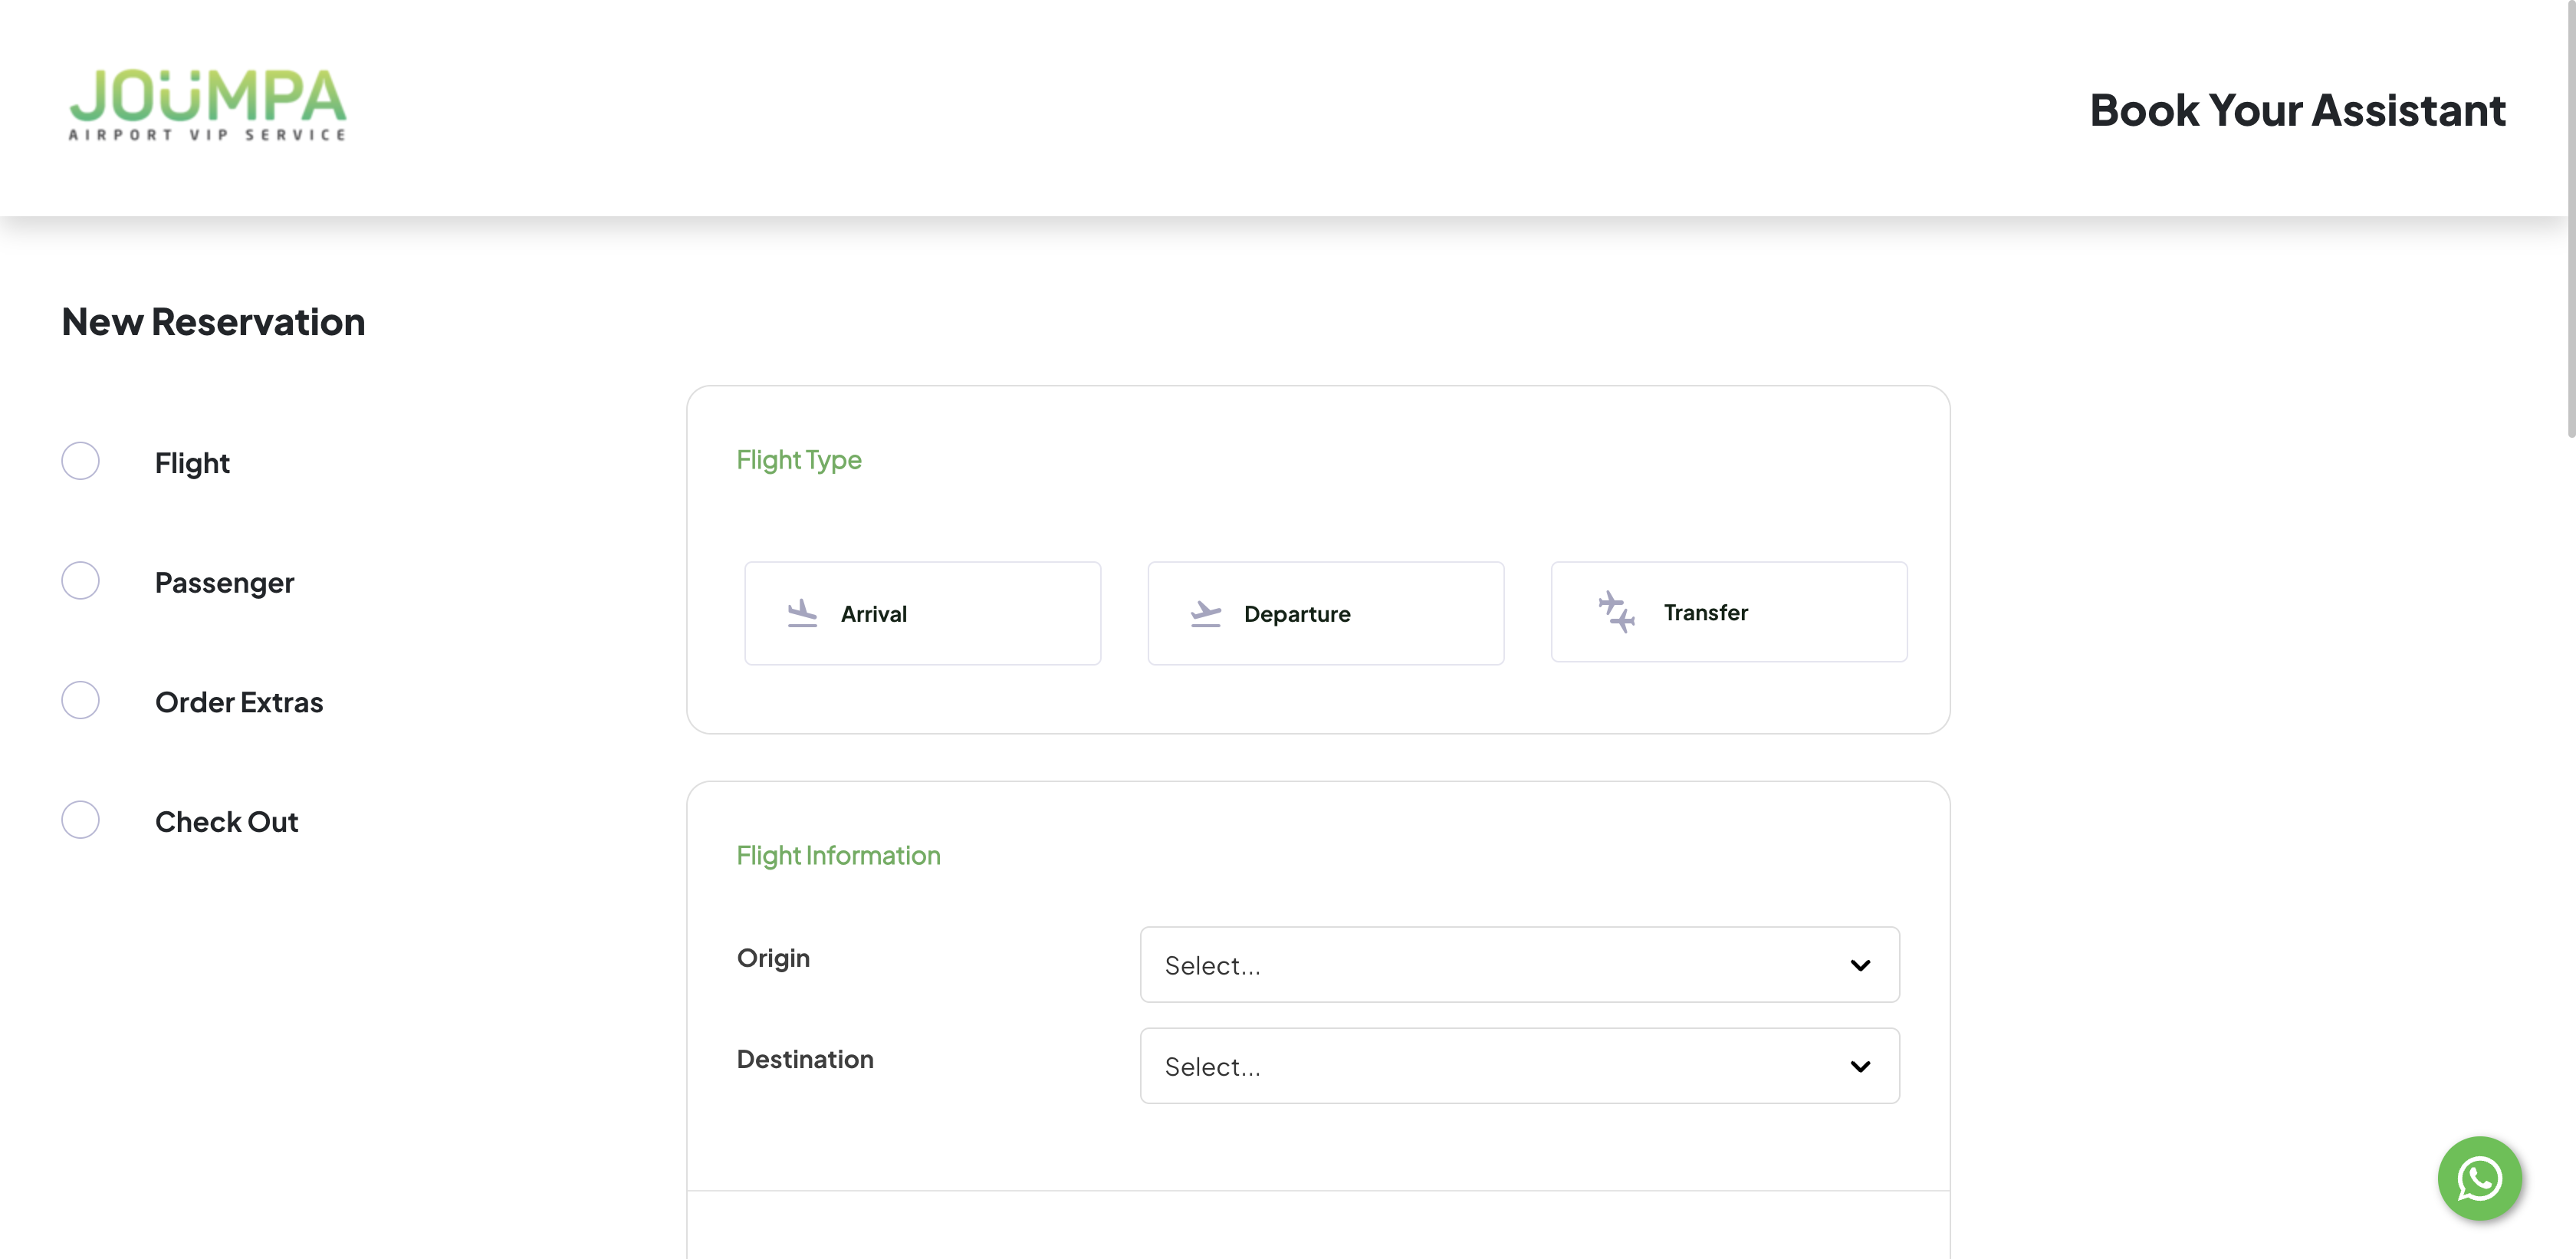 JOÜMPA
AIRPORT VIP SERVICE
Book Your Assistant
New Reservation
Flight
Passenger
Order Extras
Check Out
Flight Type
Arrival
Departure
Transfer
Flight Information
Origin
Select...
Destination
Select...